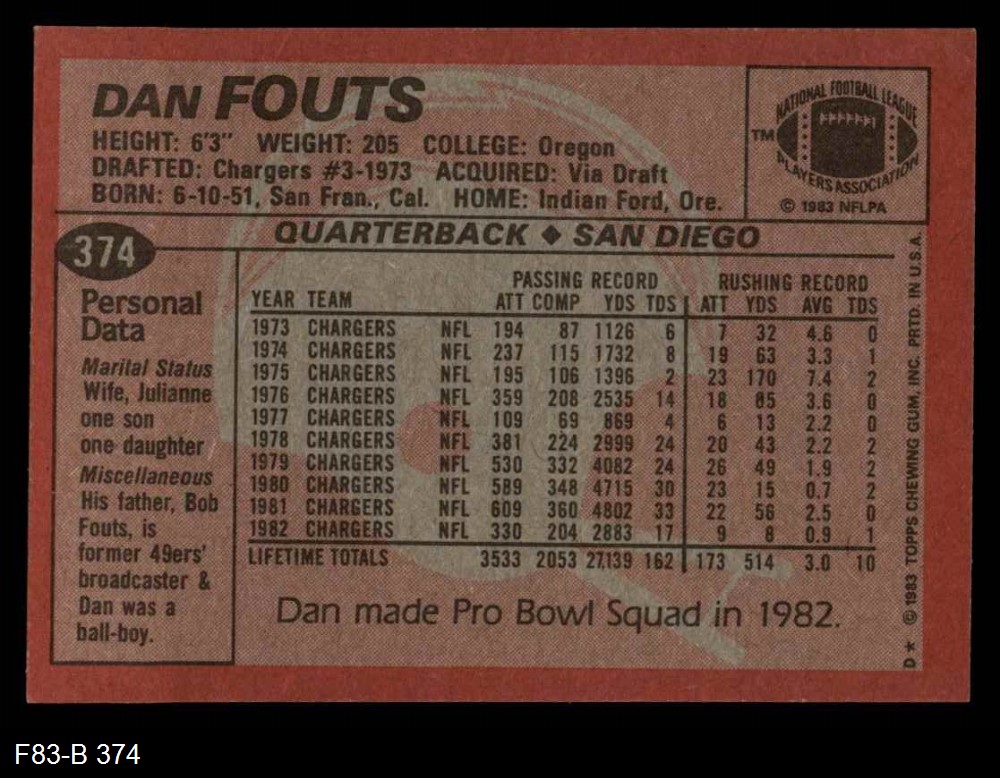 DAN FOUTS
HEIGHT: 6'3" WEIGHT: 205 COLLEGE: Oregon
DRAFTED: Chargers #3-1973 ACQUIRED: Via Draft
BORN: 6-10-51, San Fran., Cal. HOME: Indian Ford, Ore.
NATIONAL FOOTBALL LEAGUE
TM
PLAYERS ASSOCIATION
© 1983 NFLPA
374
QUARTERBACK ♦ SAN DIEGO
Personal
Data
Marital Status
Wife, Julianne
one son
one daughter
Miscellaneous
His father, Bob
Fouts, is
former 49ers'
broadcaster &
Dan was a
ball-boy.
PASSING RECORD RUSHING RECORD
YEAR TEAM ATT COMP YDS TDS ATT YDS AVG TDS
1973 CHARGERS NFL 194 87 1126 6 7 32 4.6 0
1974 CHARGERS NFL 237 115 1732 8 19 63 3.3 1
1975 CHARGERS NFL 195 106 1396 2 23 170 7.4 2
1976 CHARGERS NFL 359 208 2535 14 18 85 3.6 0
1977 CHARGERS NFL 109 69 869 4 6 13 2.2 0
1978 CHARGERS NFL 381 224 2999 24 20 43 2.2 2
1979 CHARGERS NFL 530 332 4082 24 26 49 1.9 2
1980 CHARGERS NFL 589 348 4715 30 23 15 0.7 2
1981 CHARGERS NFL 609 360 4802 33 22 56 2.5 0
1982 CHARGERS NFL 330 204 2883 17 9 8 0.9 1
LIFETIME TOTALS 3533 2053 27,139 162 173 514 3.0 10
Dan made Pro Bowl Squad in 1982.
D* © 1983 TOPPS CHEWING GUM, INC. PRTD. IN U.S.A.
F83-B 374